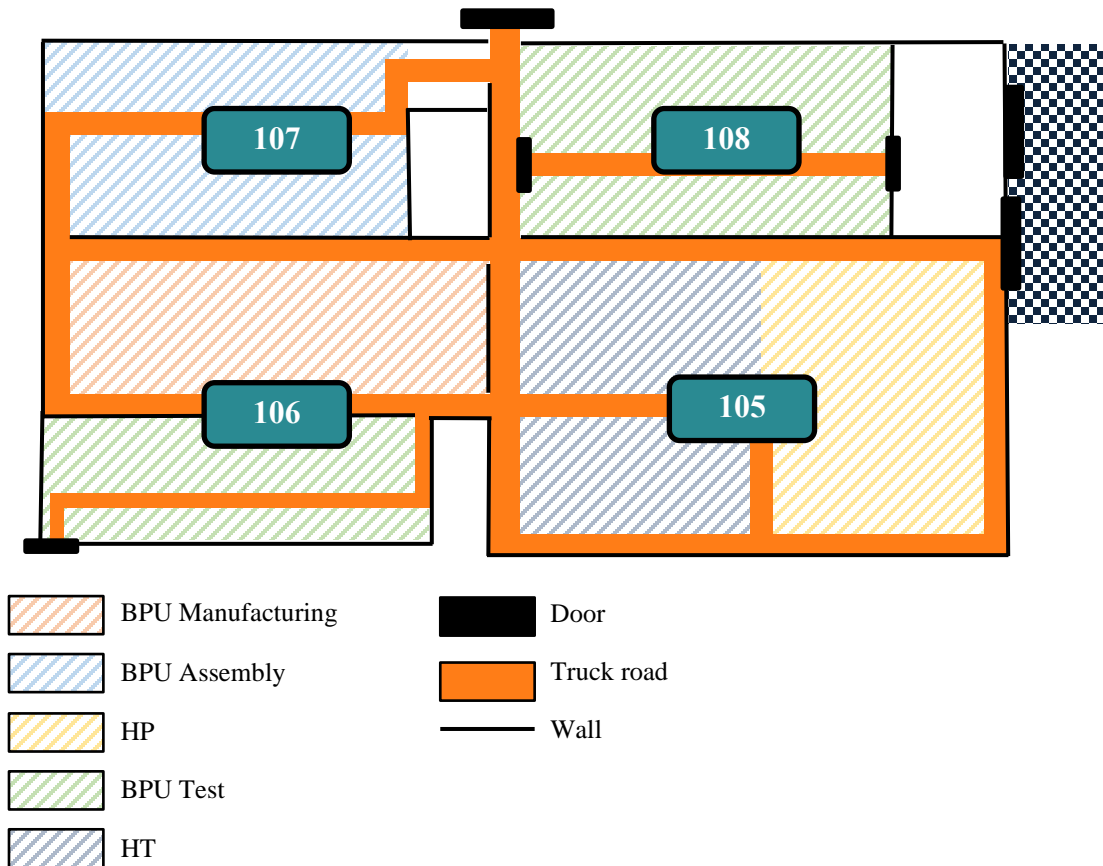 107
108
106
105
BPU Manufacturing
Door
BPU Assembly
Truck road
HP
Wall
BPU Test
HT